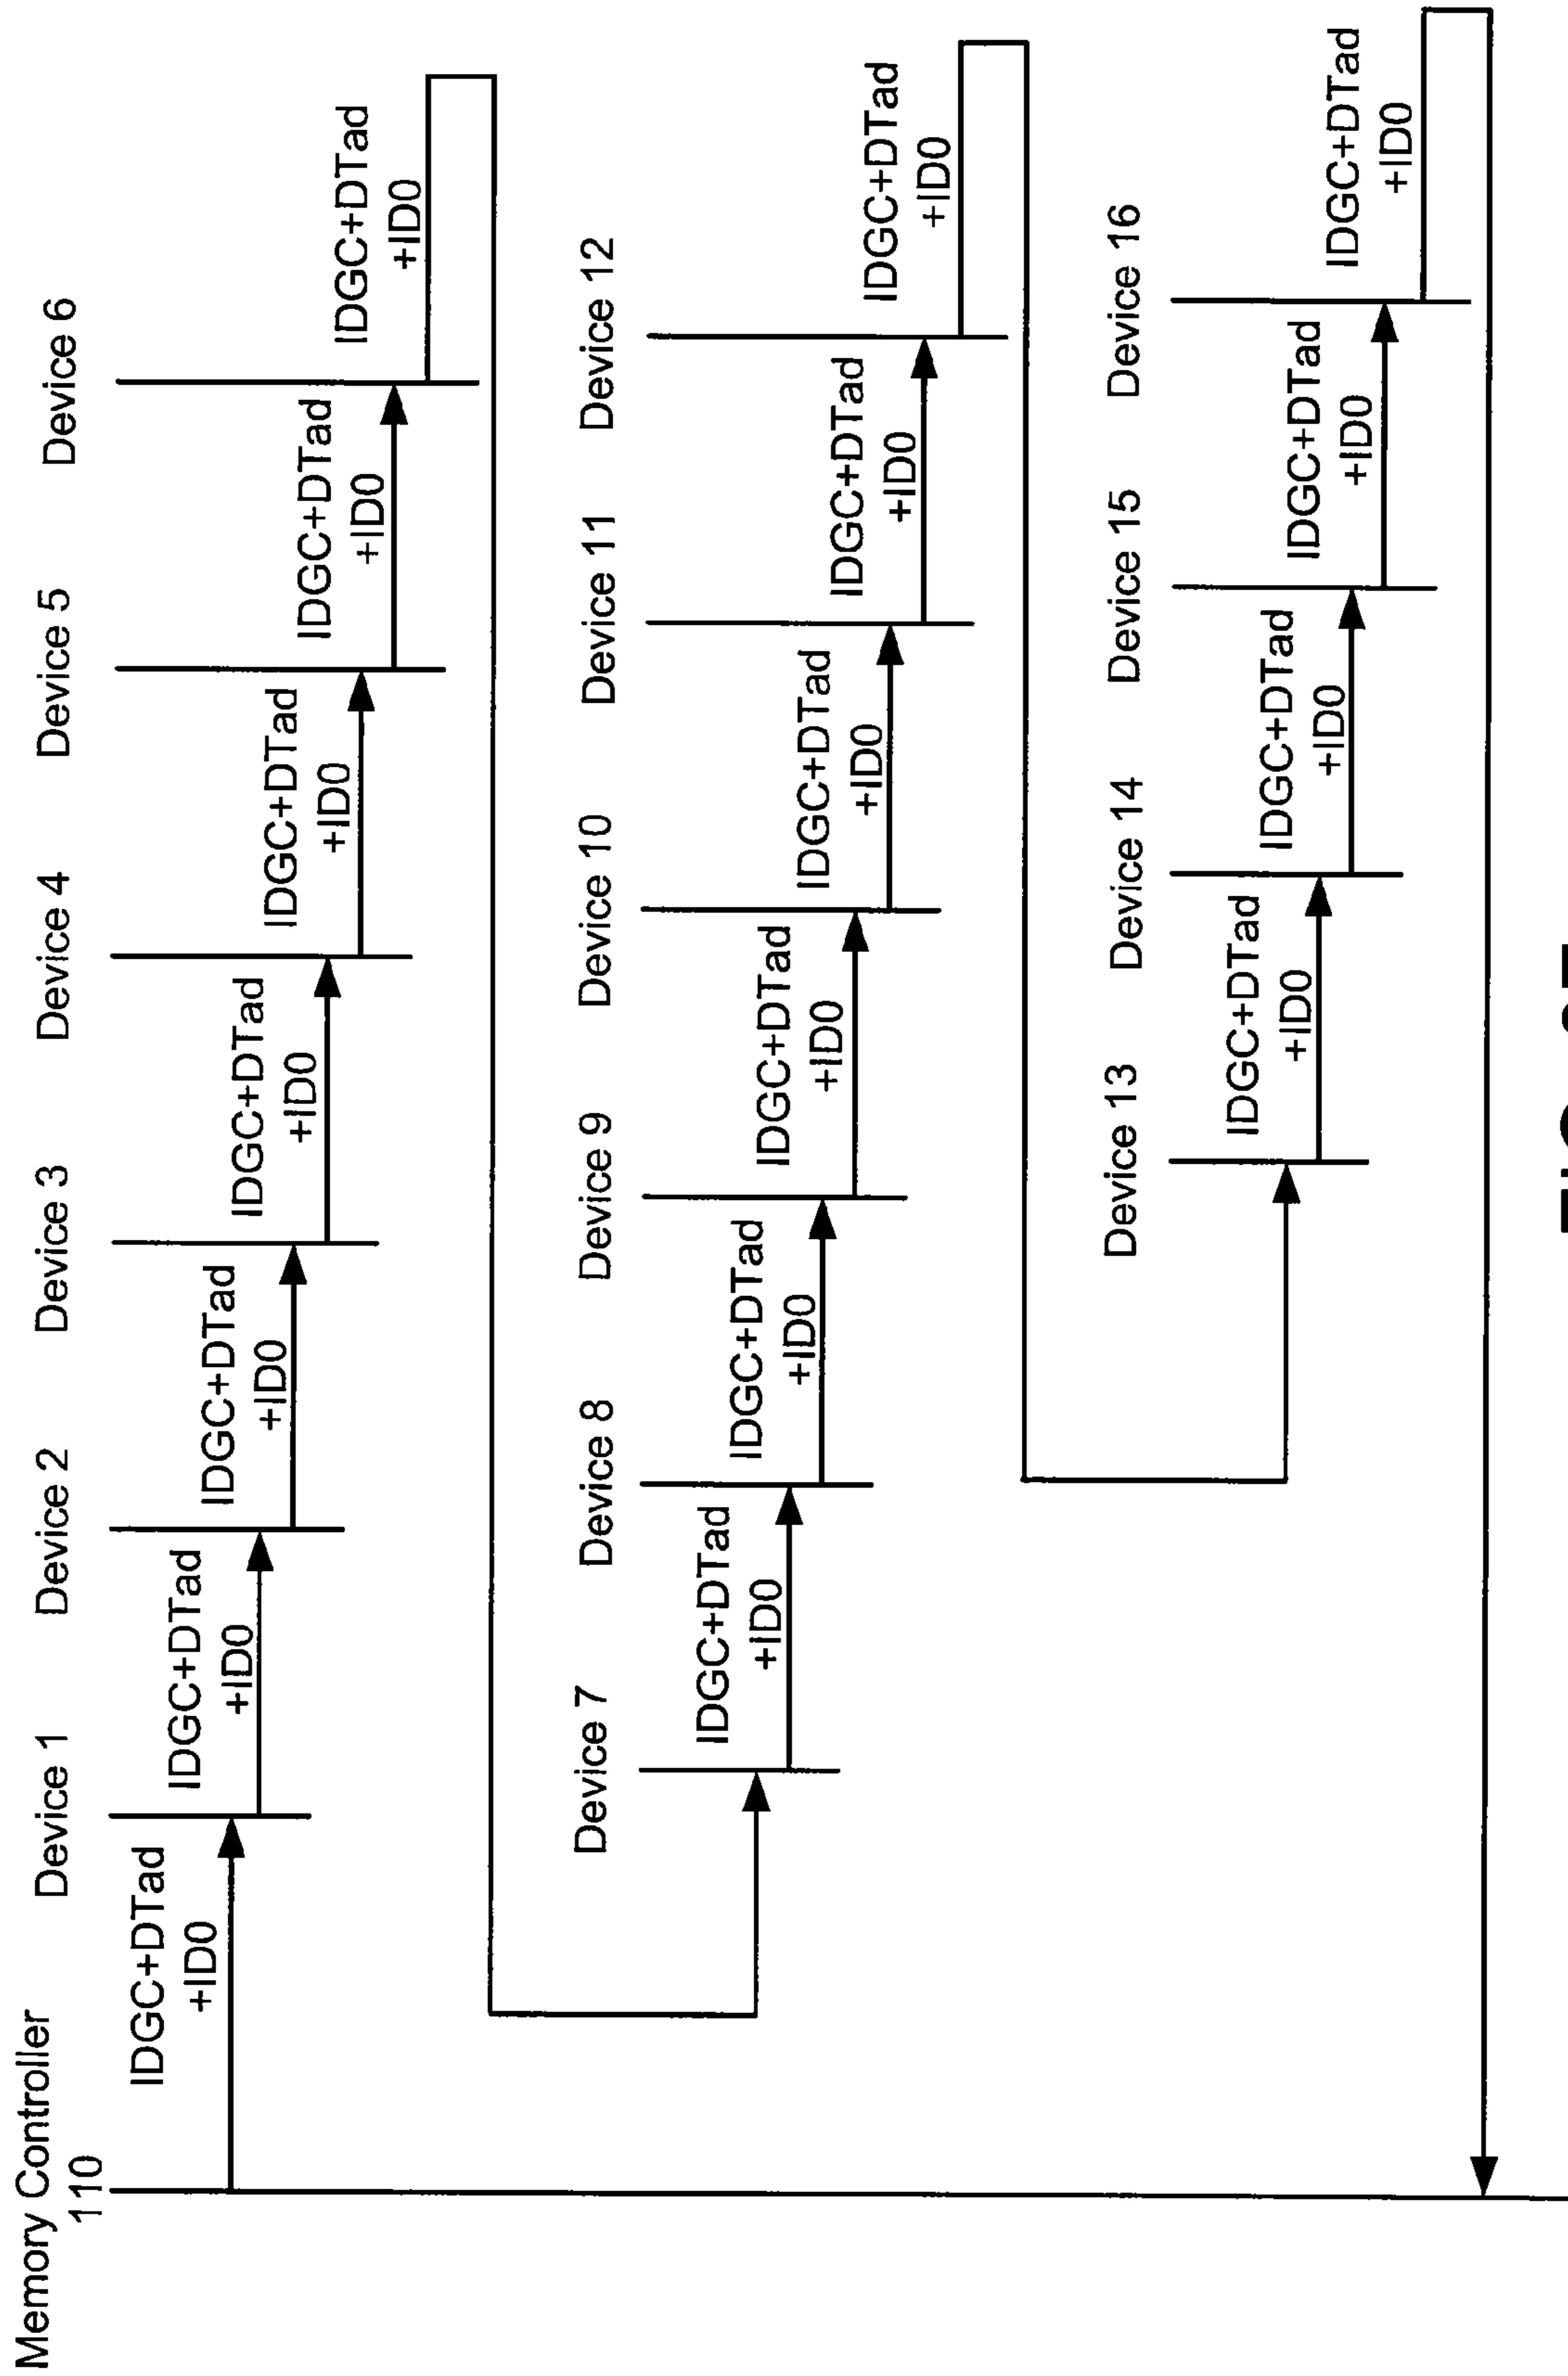 Memory Controller
110
Device 1
Device 2
Device 3
Device 4
Device 5
Device 6
IDGC+DTad
+ID0
IDGC+DTad
+ID0
IDGC+DTad
+ID0
IDGC+DTad
+ID0
IDGC+DTad
+ID0
IDGC+DTad
+ID0
IDGC+DTad
+ID0
Device 7
Device 8
Device 9
Device 10
Device 11
Device 12
IDGC+DTad
+ID0
IDGC+DTad
+ID0
IDGC+DTad
+ID0
IDGC+DTad
+ID0
IDGC+DTad
+ID0
IDGC+DTad
+ID0
Device 13
Device 14
Device 15
Device 16
IDGC+DTad
+ID0
IDGC+DTad
+ID0
IDGC+DTad
+ID0
IDGC+DTad
+ID0